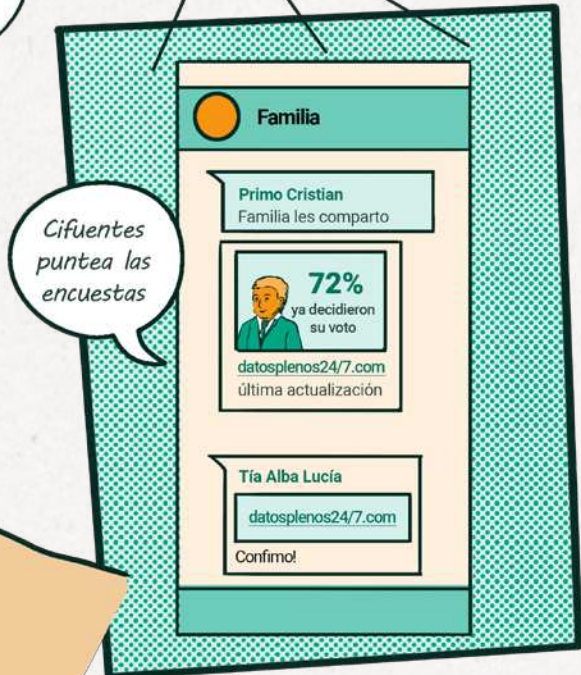 Familia
Primo Cristian
Familia les comparto
Cifuentes
puntea las
encuestas
72%
ya decidieron
su voto
datosplenos24/7.com
última actualización
Tía Alba Lucía
datosplenos24/7.com
Confimo!